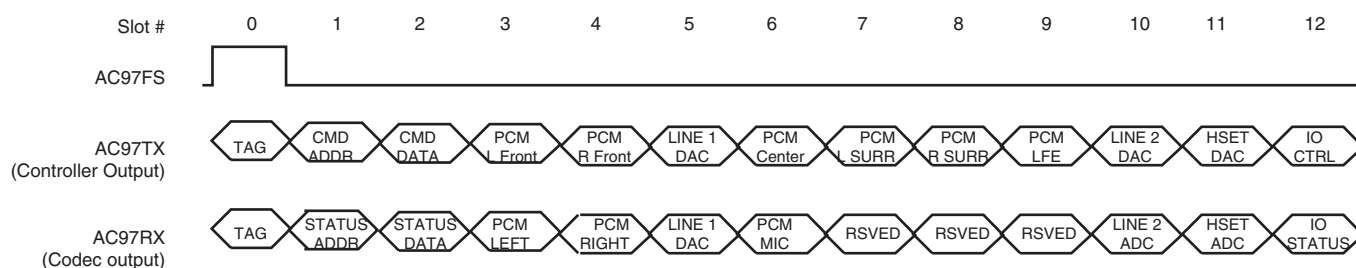 Slot # 0 1 2 3 4 5 6 7 8 9 10 11 12
AC97FS
AC97TX
(Controller Output)
TAG
CMD
ADDR
CMD
DATA
PCM
L Front
PCM
R Front
LINE 1
DAC
PCM
Center
PCM
L SURR
PCM
R SURR
PCM
LFE
LINE 2
DAC
HSET
DAC
IO
CTRL
AC97RX
(Codec output)
TAG
STATUS
ADDR
STATUS
DATA
PCM
LEFT
PCM
RIGHT
LINE 1
DAC
PCM
MIC
RSVED
RSVED
RSVED
LINE 2
ADC
HSET
ADC
IO
STATUS